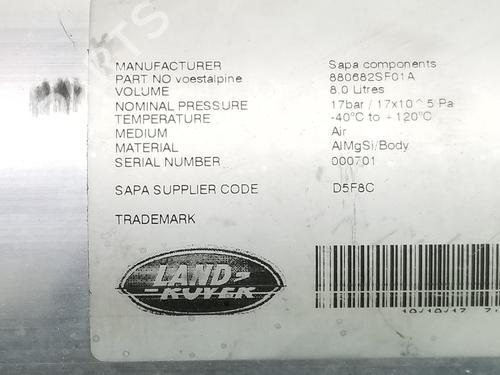 MANUFACTURER Sapa components
PART NO voestalpine 880682SF01A
VOLUME 8.0 Litres
NOMINAL PRESSURE 17bar / 17x10^5 Pa
TEMPERATURE -40°C to +120°C
MEDIUM Air
MATERIAL AlMgSi/Body
SERIAL NUMBER 000701
SAPA SUPPLIER CODE D5F8C
TRADEMARK
LAND
ROVER